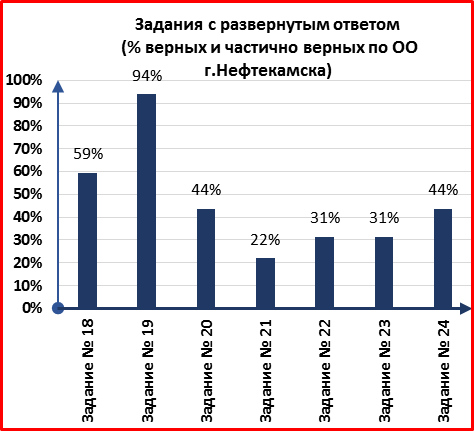 Задания с развернутым ответом
(% верных и частично верных по ОО
г.Нефтекамска)
100%
90%
80%
70%
60%
50%
40%
30%
20%
10%
0%
59%
94%
44%
22%
31%
31%
44%
Задание № 18
Задание № 19
Задание № 20
Задание № 21
Задание № 22
Задание № 23
Задание № 24